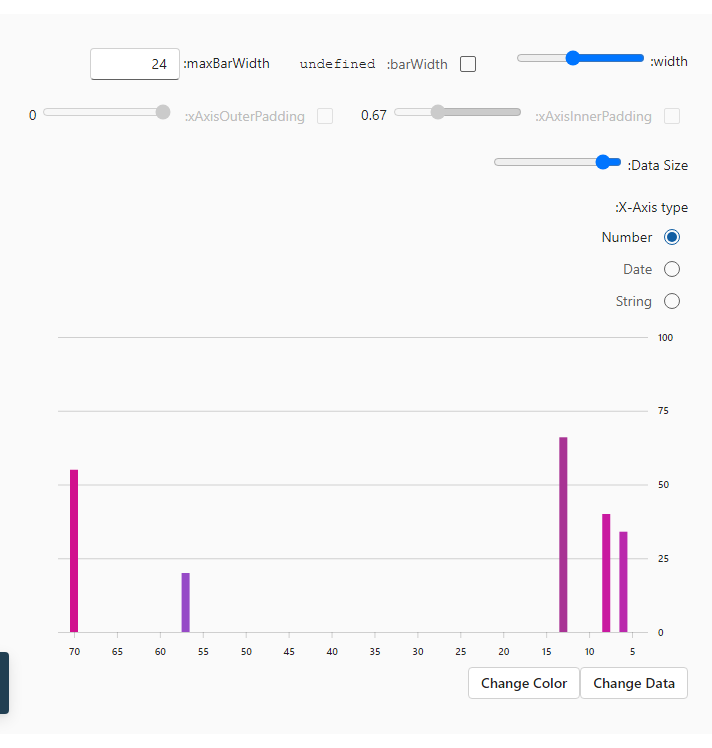 width:
barWidth: undefined
maxBarWidth: 24
xAxisInnerPadding: 0.67
xAxisOuterPadding: 0
Data Size:
X-Axis type:
Number
Date
String
100
75
50
25
0
70 65 60 55 50 45 40 35 30 25 20 15 10 5
Change Color Change Data